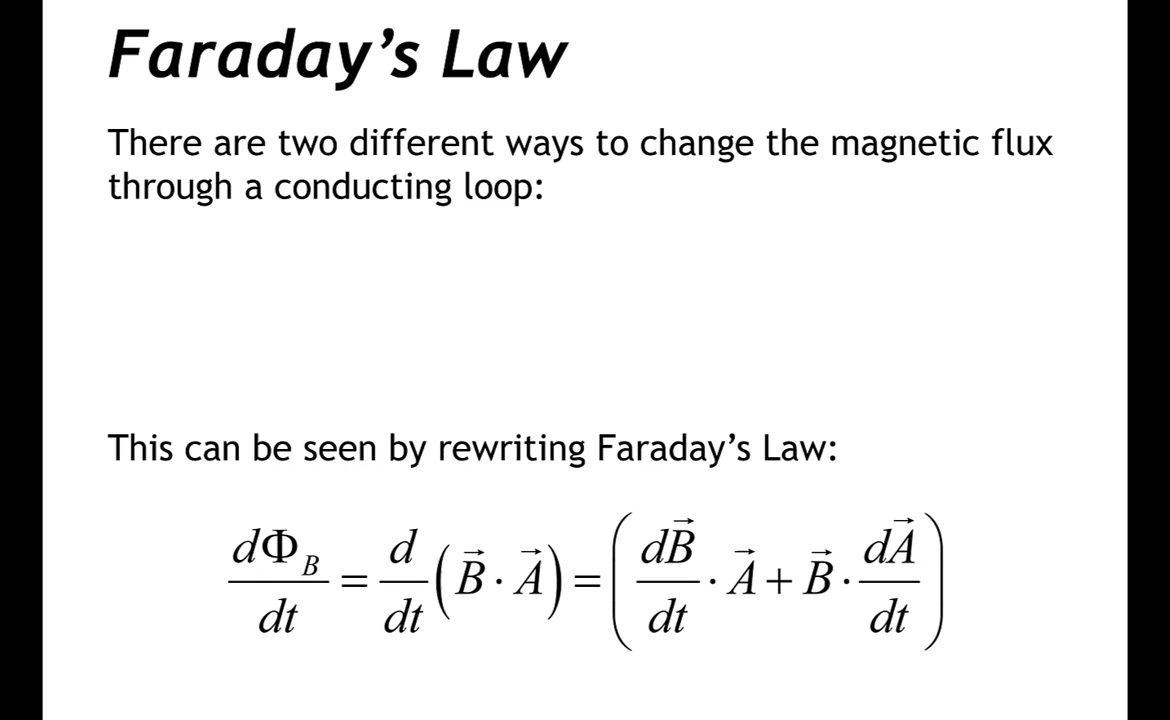 Faraday’s Law
There are two different ways to change the magnetic flux
through a conducting loop:
This can be seen by rewriting Faraday’s Law:
dΦ_B/dt = d/dt (B⃗ · A⃗) = (dB⃗/dt · A⃗ + B⃗ · dA⃗/dt)